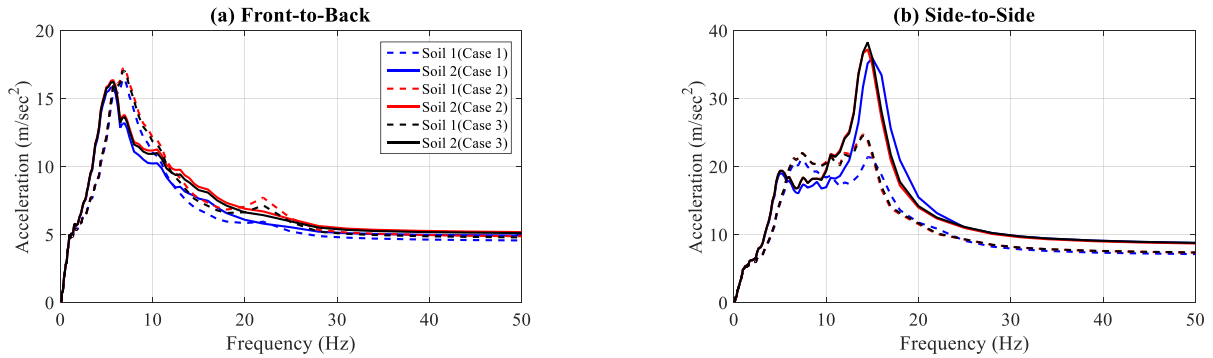 (a) Front-to-Back
20
15
10
5
0
0 10 20 30 40 50
Acceleration (m/sec2)
Frequency (Hz)
Soil 1(Case 1)
Soil 2(Case 1)
Soil 1(Case 2)
Soil 2(Case 2)
Soil 1(Case 3)
Soil 2(Case 3)
(b) Side-to-Side
40
30
20
10
0
0 10 20 30 40 50
Acceleration (m/sec2)
Frequency (Hz)